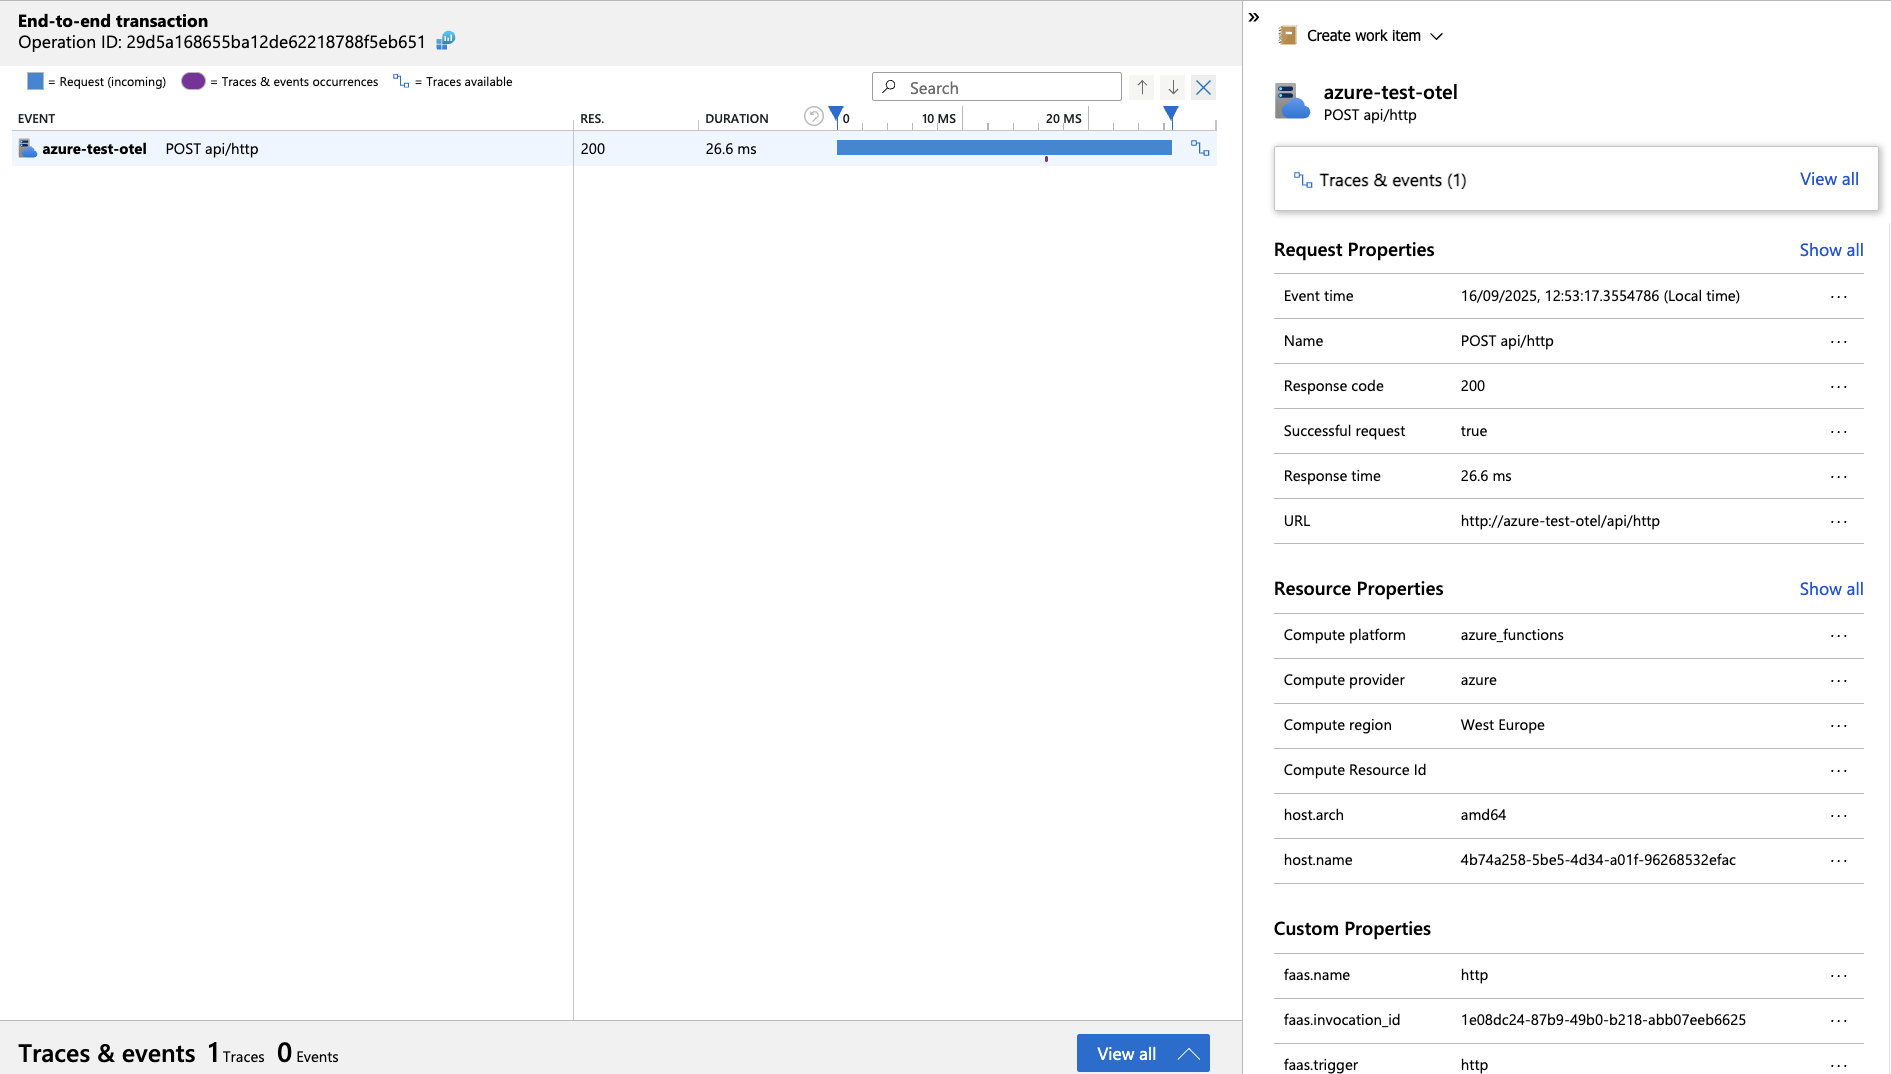 End-to-end transaction
Operation ID: 29d5a168655ba12de62218788f5eb651
= Request (incoming) = Traces & events occurrences = Traces available
Search
EVENT RES. DURATION 0 10 MS 20 MS
azure-test-otel POST api/http 200 26.6 ms
Traces & events 1 Traces 0 Events
View all
Create work item
azure-test-otel
POST api/http
Traces & events (1) View all
Request Properties Show all
Event time 16/09/2025, 12:53:17.3554786 (Local time) ...
Name POST api/http ...
Response code 200 ...
Successful request true ...
Response time 26.6 ms ...
URL http://azure-test-otel/api/http ...
Resource Properties Show all
Compute platform azure_functions ...
Compute provider azure ...
Compute region West Europe ...
Compute Resource Id ...
host.arch amd64 ...
host.name 4b74a258-5be5-4d34-a01f-96268532efac ...
Custom Properties
faas.name http ...
faas.invocation_id 1e08dc24-87b9-49b0-b218-abb07eeb6625 ...
faas.trigger http ...